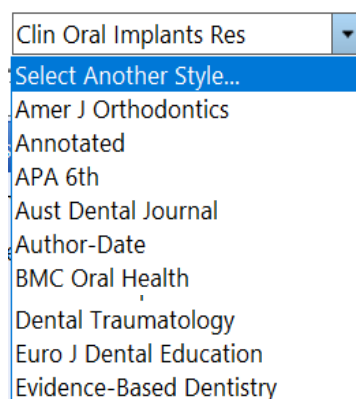 Clin Oral Implants Res
Select Another Style...
Amer J Orthodontics
Annotated
APA 6th
Aust Dental Journal
Author-Date
BMC Oral Health
Dental Traumatology
Euro J Dental Education
Evidence-Based Dentistry